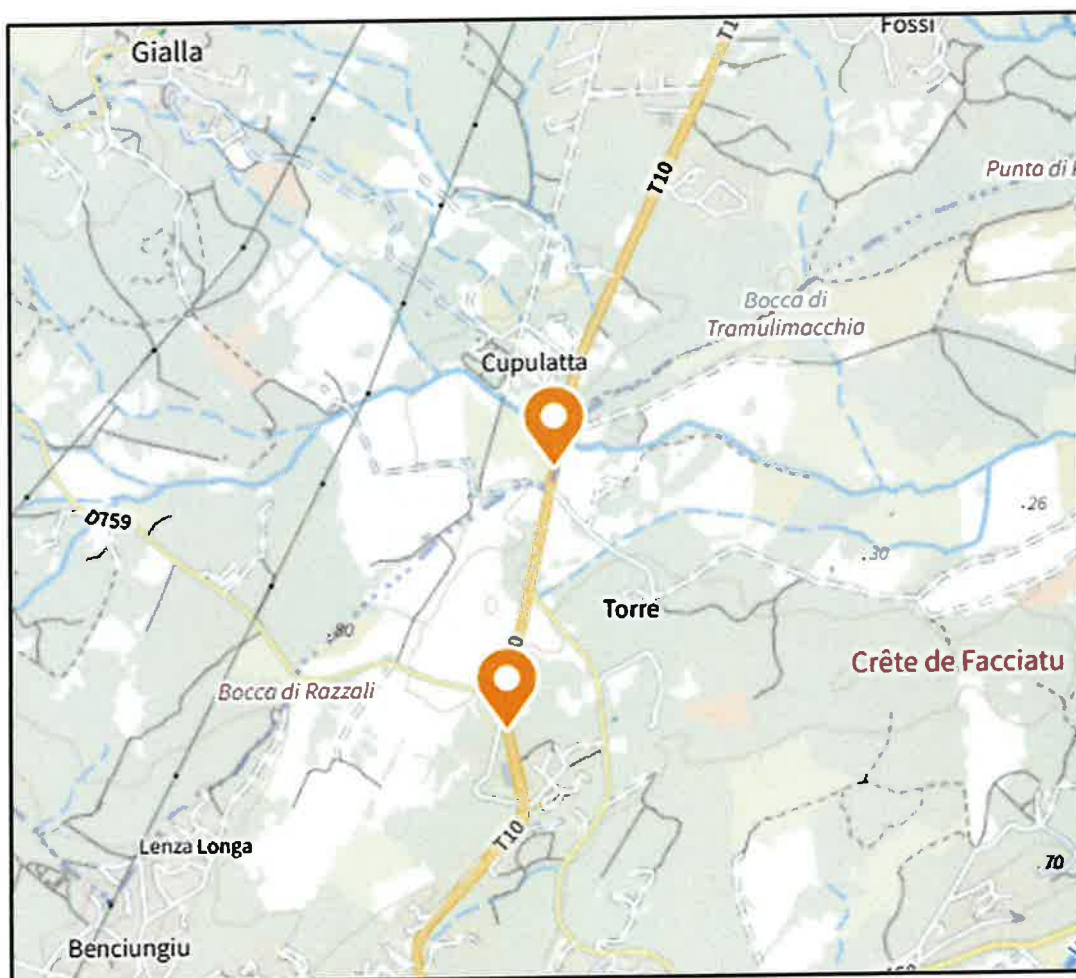 Gialla
T1
Fossi
T10
Punta di
Bocca di
Tramulimacchia
Cupulatta
D759
.26
.30
Torre
.80
0
Crête de Facciatu
Bocca di Razzali
T10
Lenza Longa
.70
Benciungiu